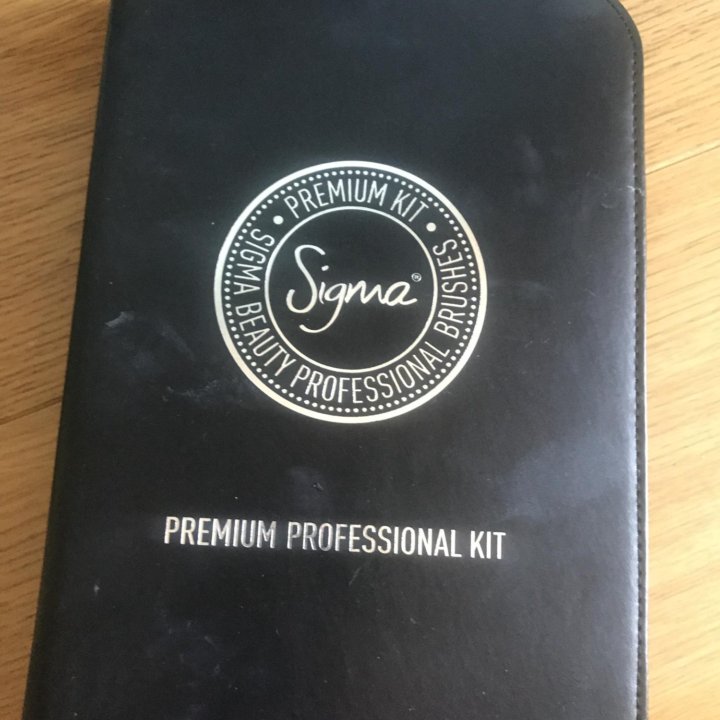 • PREMIUM KIT •
SIGMA BEAUTY PROFESSIONAL BRUSHES
Sigma®
PREMIUM PROFESSIONAL KIT